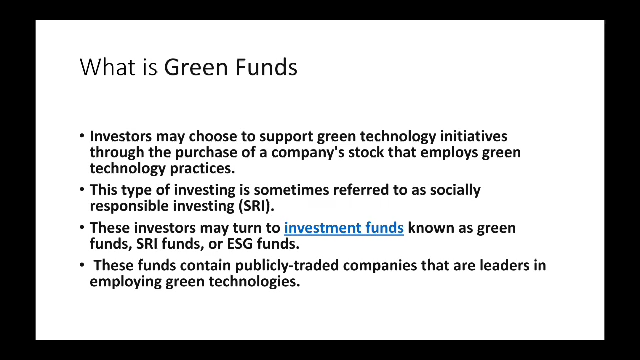 What is Green Funds
• Investors may choose to support green technology initiatives
through the purchase of a company's stock that employs green
technology practices.
• This type of investing is sometimes referred to as socially
responsible investing (SRI).
• These investors may turn to investment funds known as green
funds, SRI funds, or ESG funds.
• These funds contain publicly-traded companies that are leaders in
employing green technologies.